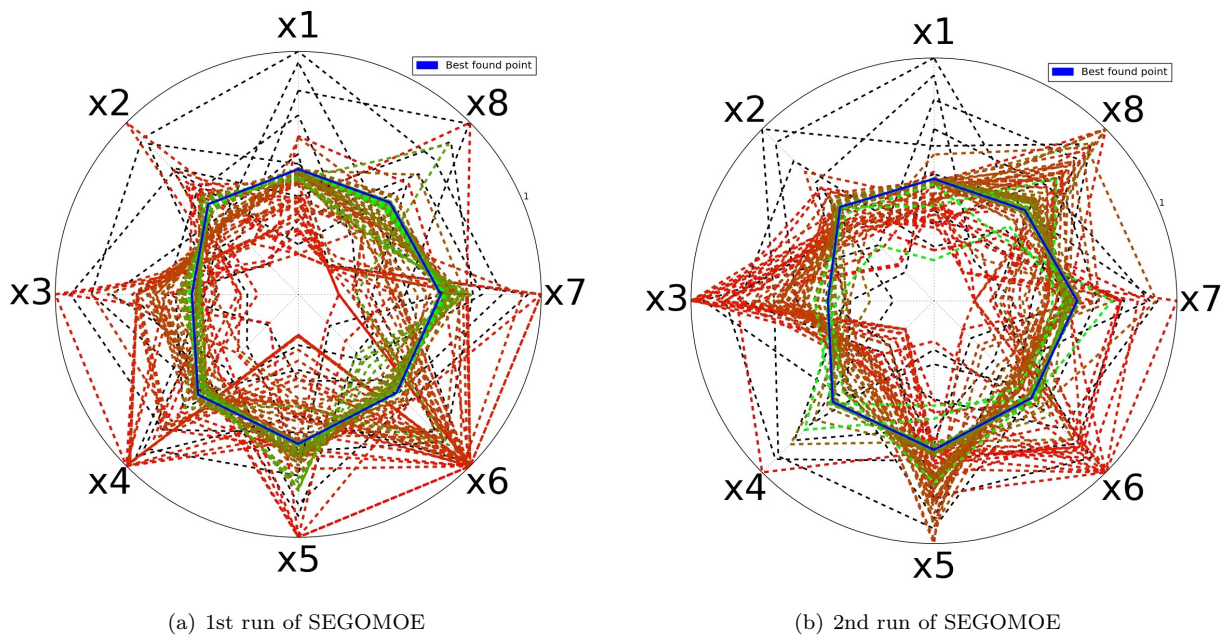 x1
Best found point
x2
x8
1
x3
x7
x4
x6
x5
(a) 1st run of SEGOMOE
x1
Best found point
x2
x8
1
x3
x7
x4
x6
x5
(b) 2nd run of SEGOMOE